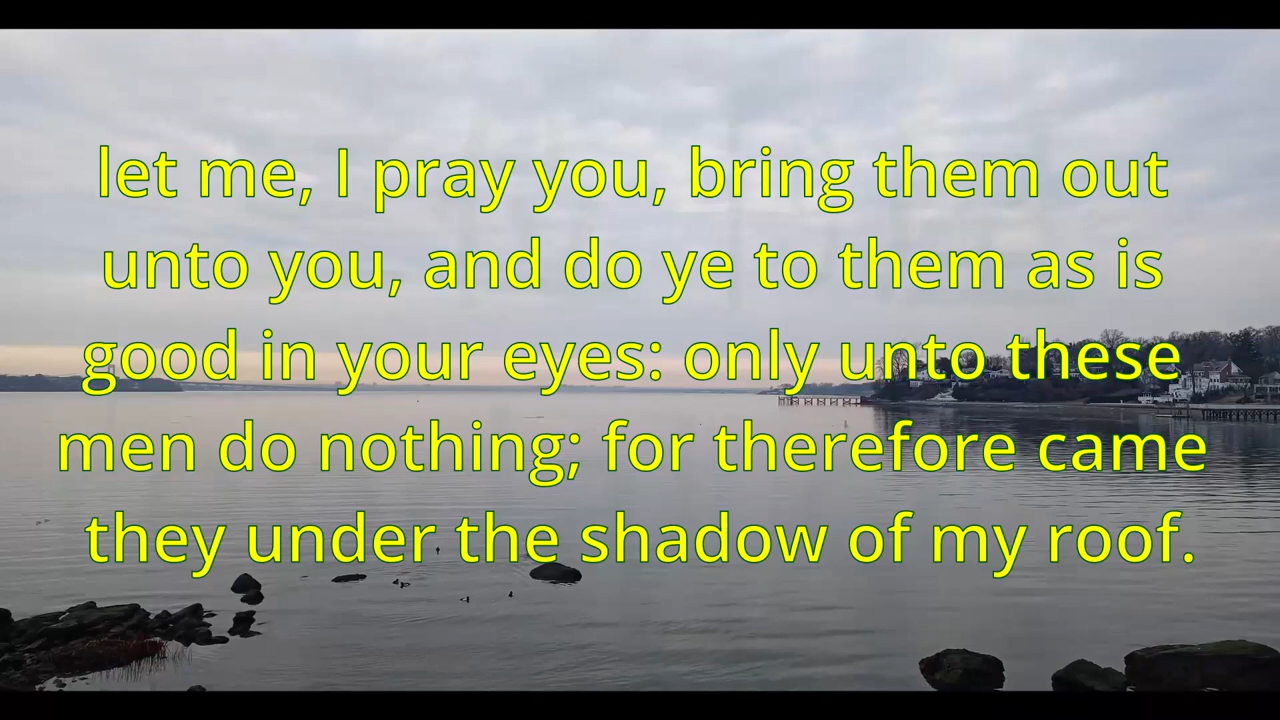 let me, I pray you, bring them out
unto you, and do ye to them as is
good in your eyes: only unto these
men do nothing; for therefore came
they under the shadow of my roof.